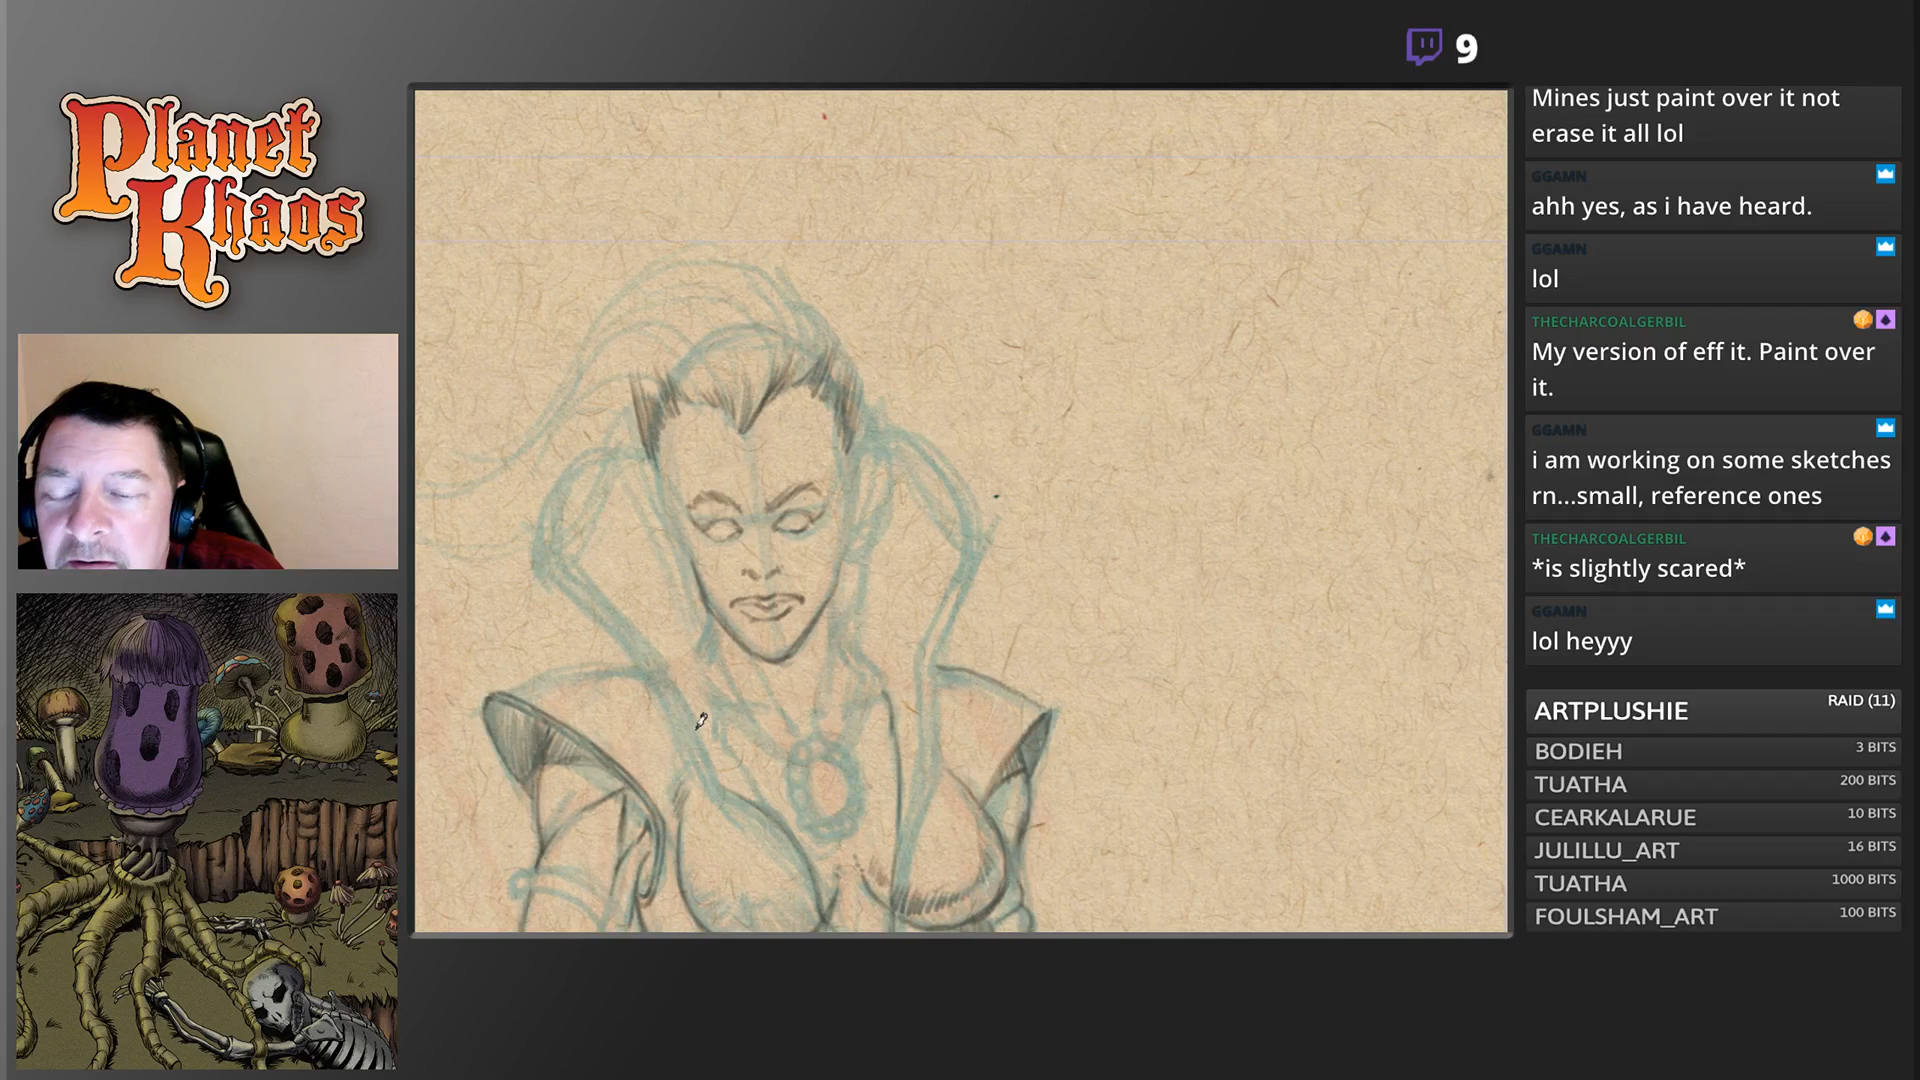 Planet
Khaos
9
Mines just paint over it not
erase it all lol
GGAMN
ahh yes, as i have heard.
GGAMN
lol
THECHARCOALGERBIL
My version of eff it. Paint over
it.
GGAMN
i am working on some sketches
rn...small, reference ones
THECHARCOALGERBIL
*is slightly scared*
GGAMN
lol heyyy
ARTPLUSHIE RAID (11)
BODIEH 3 BITS
TUATHA 200 BITS
CEARKALARUE 10 BITS
JULILLU_ART 16 BITS
TUATHA 1000 BITS
FOULSHAM_ART 100 BITS